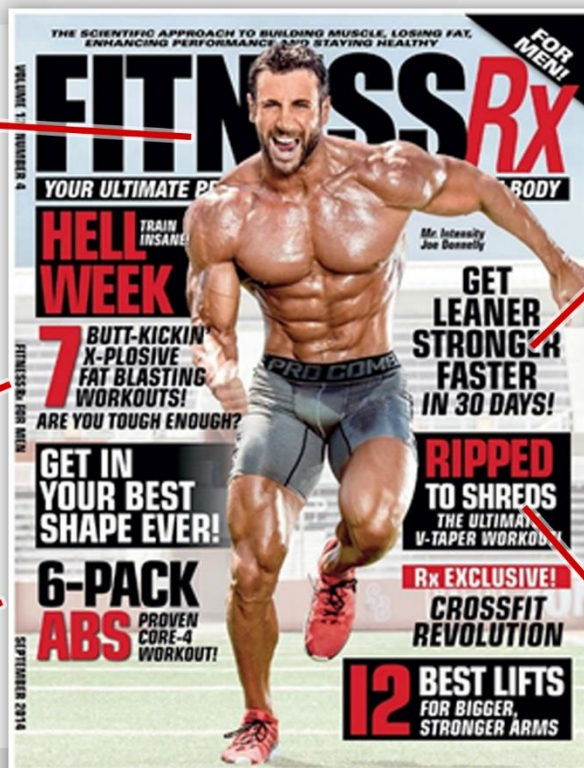 THE SCIENTIFIC APPROACH TO BUILDING MUSCLE, LOSING FAT,
ENHANCING PERFORMANCE AND STAYING HEALTHY
FOR
MEN!
FITNESSRx
YOUR ULTIMATE BODY
VOLUME NUMBER 4
HELL TRAIN
INSANE!
WEEK
Mr. Intensity
Joe Donnelly
GET
LEANER
STRONGER
FASTER
IN 30 DAYS!
7 BUTT-KICKIN'
X-PLOSIVE
FAT BLASTING
WORKOUTS!
ARE YOU TOUGH ENOUGH?
FITNESSRx FOR MEN
PRO COMB
GET IN
YOUR BEST
SHAPE EVER!
RIPPED
TO SHREDS
THE ULTIMATE
V-TAPER WORKOUT!
6-PACK
ABS PROVEN
CORE-4
WORKOUT!
Rx EXCLUSIVE!
CROSSFIT
REVOLUTION
12 BEST LIFTS
FOR BIGGER,
STRONGER ARMS
SEPTEMBER 2014